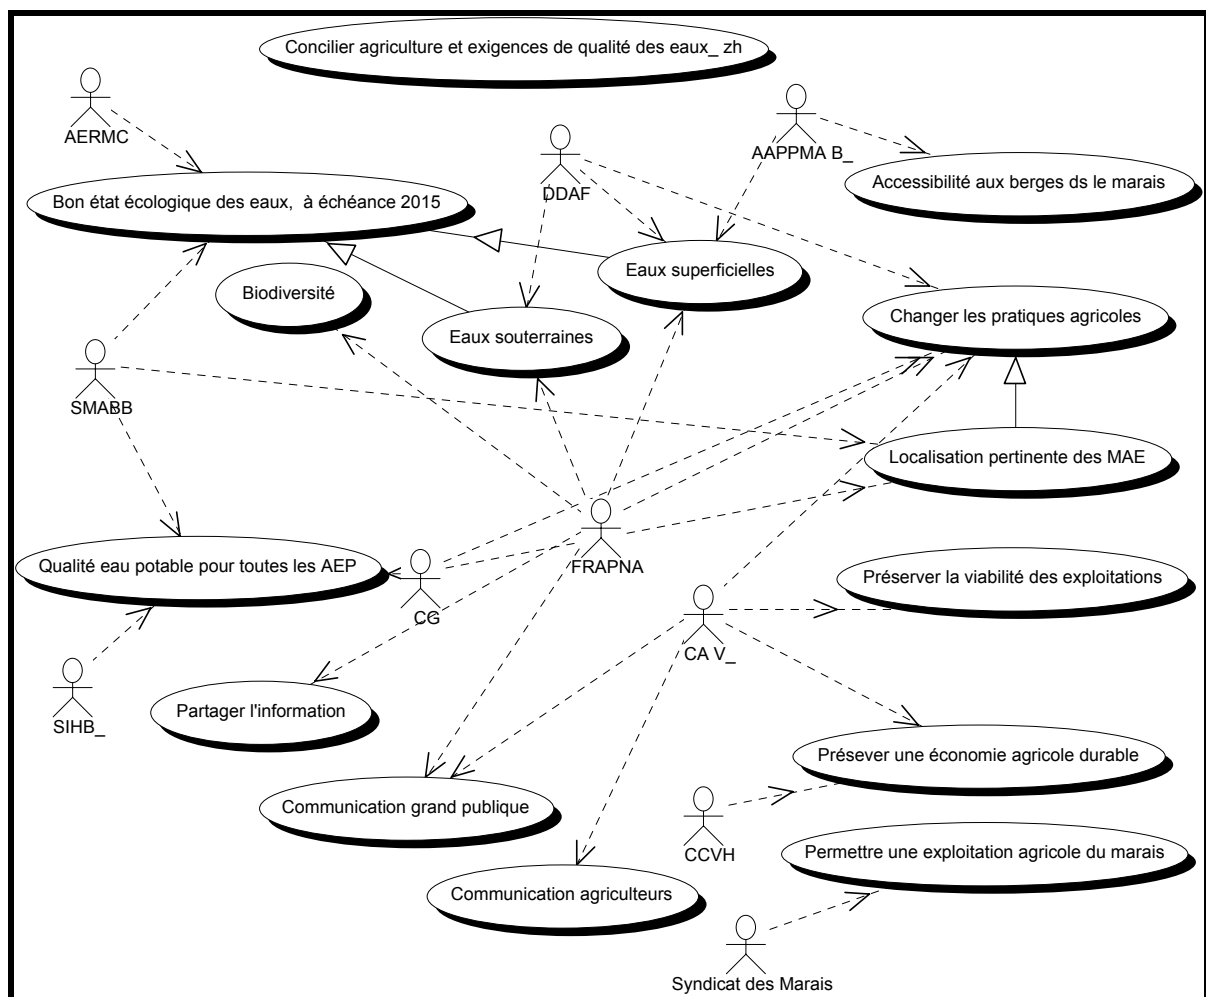 Concilier agriculture et exigences de qualité des eaux_ zh
AERMC
AAPPMA B_
DDAF
Accessibilité aux berges ds le marais
Bon état écologique des eaux, à échéance 2015
Eaux superficielles
Biodiversité
Changer les pratiques agricoles
Eaux souterraines
SMABB
Localisation pertinente des MAE
Qualité eau potable pour toutes les AEP
FRAPNA
Préserver la viabilité des exploitations
CG
CA V_
Partager l'information
SIHB_
Présever une économie agricole durable
Communication grand publique
CCVH
Permettre une exploitation agricole du marais
Communication agriculteurs
Syndicat des Marais